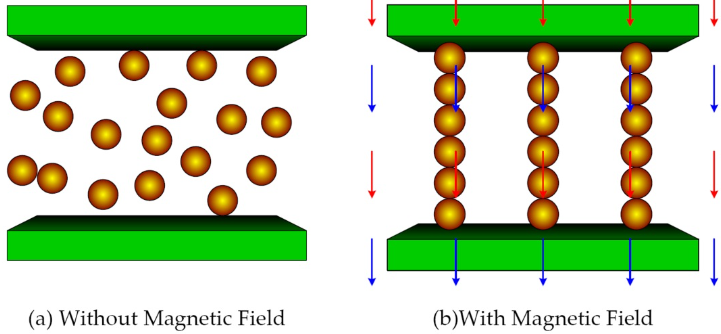 (a) Without Magnetic Field
(b)With Magnetic Field